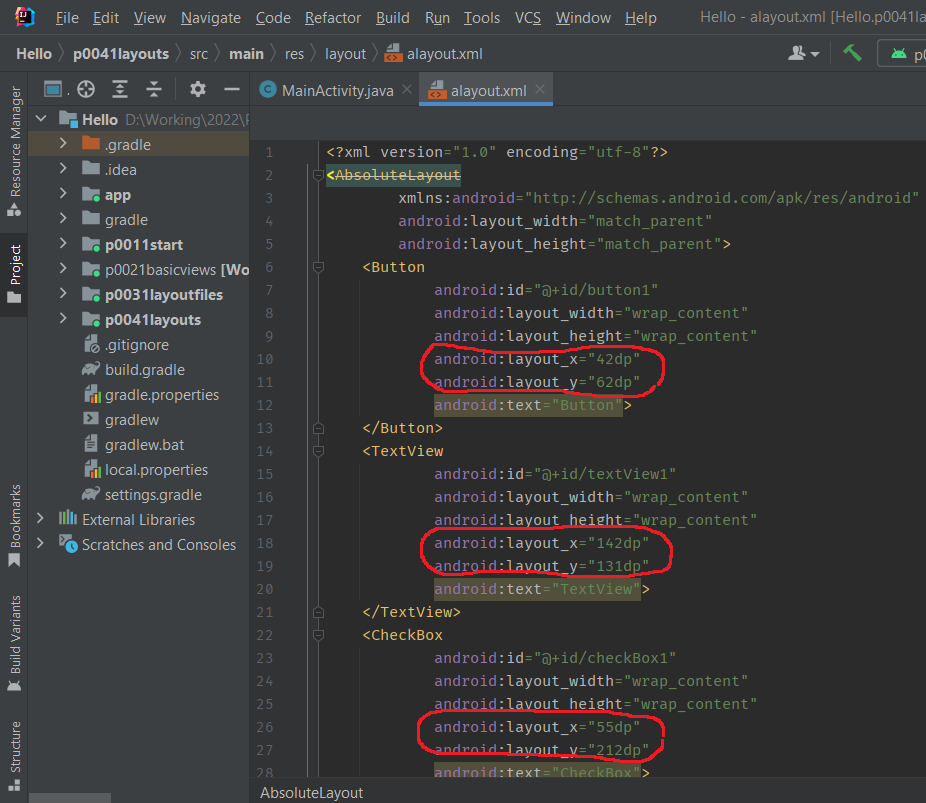 File Edit View Navigate Code Refactor Build Run Tools VCS Window Help Hello - alayout.xml [Hello.p0041la
Hello p0041layouts src main res layout alayout.xml
MainActivity.java alayout.xml
Resource Manager
Project
Bookmarks
Build Variants
Structure
Hello D:\Working\2022\
.gradle
.idea
app
gradle
p0011start
p0021basicviews [Wo
p0031layoutfiles
p0041layouts
.gitignore
build.gradle
gradle.properties
gradlew
gradlew.bat
local.properties
settings.gradle
External Libraries
Scratches and Consoles
1 <?xml version="1.0" encoding="utf-8"?>
2 <AbsoluteLayout
3 xmlns:android="http://schemas.android.com/apk/res/android"
4 android:layout_width="match_parent"
5 android:layout_height="match_parent">
6 <Button
7 android:id="@+id/button1"
8 android:layout_width="wrap_content"
9 android:layout_height="wrap_content"
10 android:layout_x="42dp"
11 android:layout_y="62dp"
12 android:text="Button">
13 </Button>
14 <TextView
15 android:id="@+id/textView1"
16 android:layout_width="wrap_content"
17 android:layout_height="wrap_content"
18 android:layout_x="142dp"
19 android:layout_y="131dp"
20 android:text="TextView">
21 </TextView>
22 <CheckBox
23 android:id="@+id/checkBox1"
24 android:layout_width="wrap_content"
25 android:layout_height="wrap_content"
26 android:layout_x="55dp"
27 android:layout_y="212dp"
28 android:text="CheckBox">
AbsoluteLayout